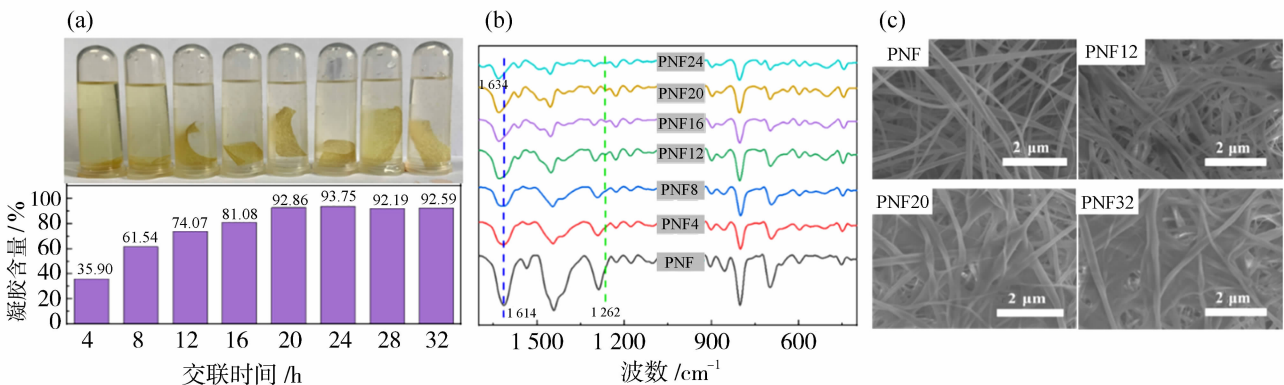 (a)
100
80
60
40
20
0
凝胶含量 / %
35.90
61.54
74.07
81.08
92.86
93.75
92.19
92.59
4 8 12 16 20 24 28 32
交联时间 /h
(b)
PNF24
1 634
PNF20
PNF16
PNF12
PNF8
PNF4
PNF
1 614
1 262
1 500 1 200 900 600
波数 /cm⁻¹
(c)
PNF
2 μm
PNF12
2 μm
PNF20
2 μm
PNF32
2 μm